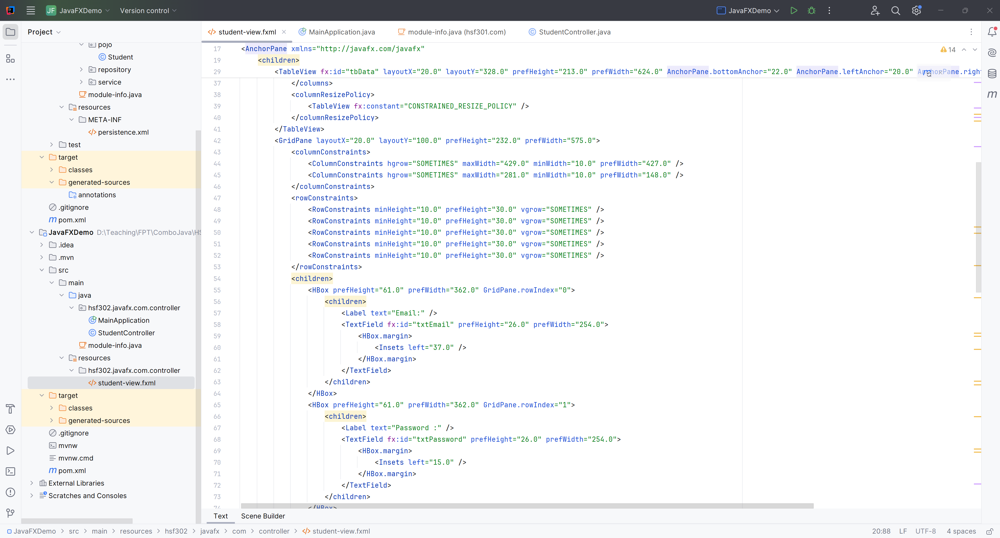 JF JavaFXDemo Version control JavaFXDemo
Project
pojo
Student
repository
service
module-info.java
resources
META-INF
persistence.xml
test
target
classes
generated-sources
annotations
.gitignore
pom.xml
JavaFXDemo D:\Teaching\FPT\ComboJava\HS
.idea
.mvn
src
main
java
hsf302.javafx.com.controller
MainApplication
StudentController
module-info.java
resources
hsf302.javafx.com.controller
student-view.fxml
target
classes
generated-sources
.gitignore
mvnw
mvnw.cmd
pom.xml
External Libraries
Scratches and Consoles
student-view.fxml MainApplication.java module-info.java (hsf301.com) StudentController.java
14
17 <AnchorPane xmlns="http://javafx.com/javafx"
19 <children>
29 <TableView fx:id="tbData" layoutX="20.0" layoutY="328.0" prefHeight="213.0" prefWidth="624.0" AnchorPane.bottomAnchor="22.0" AnchorPane.leftAnchor="20.0" AnchorPane.righ
37 </columns>
38 <columnResizePolicy>
39 <TableView fx:constant="CONSTRAINED_RESIZE_POLICY" />
40 </columnResizePolicy>
41 </TableView>
42 <GridPane layoutX="20.0" layoutY="100.0" prefHeight="232.0" prefWidth="575.0">
43 <columnConstraints>
44 <ColumnConstraints hgrow="SOMETIMES" maxWidth="429.0" minWidth="10.0" prefWidth="427.0" />
45 <ColumnConstraints hgrow="SOMETIMES" maxWidth="281.0" minWidth="10.0" prefWidth="148.0" />
46 </columnConstraints>
47 <rowConstraints>
48 <RowConstraints minHeight="10.0" prefHeight="30.0" vgrow="SOMETIMES" />
49 <RowConstraints minHeight="10.0" prefHeight="30.0" vgrow="SOMETIMES" />
50 <RowConstraints minHeight="10.0" prefHeight="30.0" vgrow="SOMETIMES" />
51 <RowConstraints minHeight="10.0" prefHeight="30.0" vgrow="SOMETIMES" />
52 <RowConstraints minHeight="10.0" prefHeight="30.0" vgrow="SOMETIMES" />
53 </rowConstraints>
54 <children>
55 <HBox prefHeight="61.0" prefWidth="362.0" GridPane.rowIndex="0">
56 <children>
57 <Label text="Email:" />
58 <TextField fx:id="txtEmail" prefHeight="26.0" prefWidth="254.0">
59 <HBox.margin>
60 <Insets left="37.0" />
61 </HBox.margin>
62 </TextField>
63 </children>
64 </HBox>
65 <HBox prefHeight="61.0" prefWidth="362.0" GridPane.rowIndex="1">
66 <children>
67 <Label text="Password :" />
68 <TextField fx:id="txtPassword" prefHeight="26.0" prefWidth="254.0">
69 <HBox.margin>
70 <Insets left="15.0" />
71 </HBox.margin>
72 </TextField>
73 </children>
74 </HBox>
Text Scene Builder
JavaFXDemo > src > main > resources > hsf302 > javafx > com > controller > student-view.fxml 20:88 LF UTF-8 4 spaces